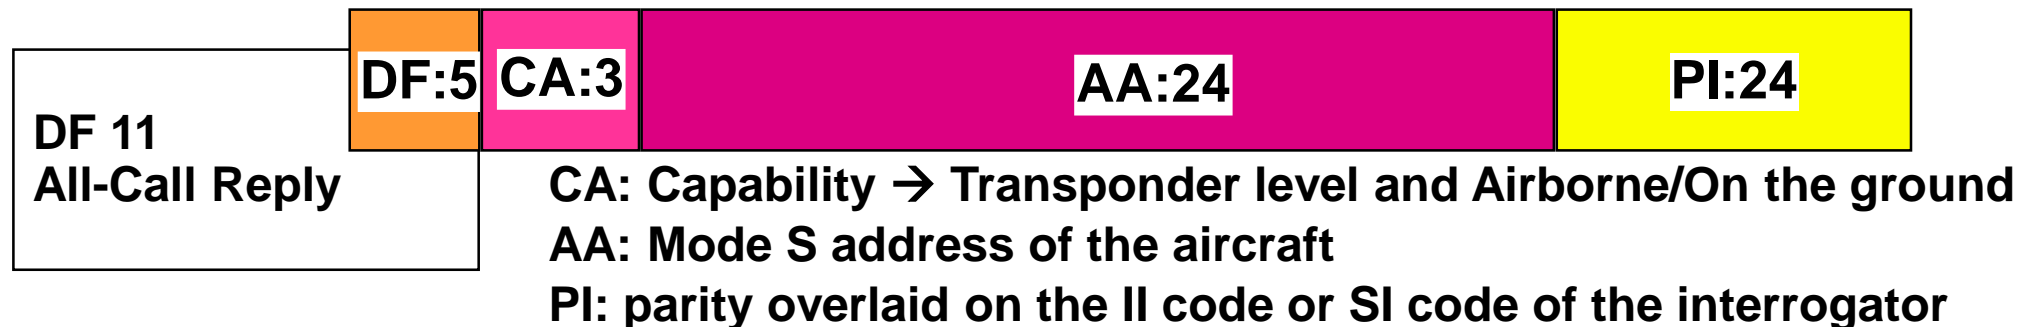 DF:5 CA:3 AA:24 PI:24
DF 11
All-Call Reply
CA: Capability → Transponder level and Airborne/On the ground
AA: Mode S address of the aircraft
PI: parity overlaid on the II code or SI code of the interrogator